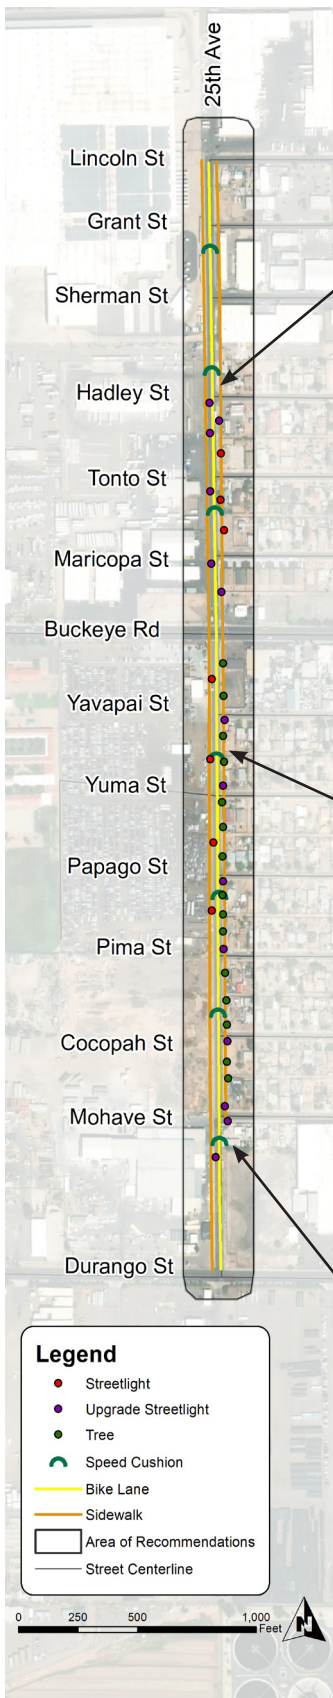 25th Ave
Lincoln St
Grant St
Sherman St
Hadley St
Tonto St
Maricopa St
Buckeye Rd
Yavapai St
Yuma St
Papago St
Pima St
Cocopah St
Mohave St
Durango St
Legend
Streetlight
Upgrade Streetlight
Tree
Speed Cushion
Bike Lane
Sidewalk
Area of Recommendations
Street Centerline
0 250 500 1,000
Feet
N